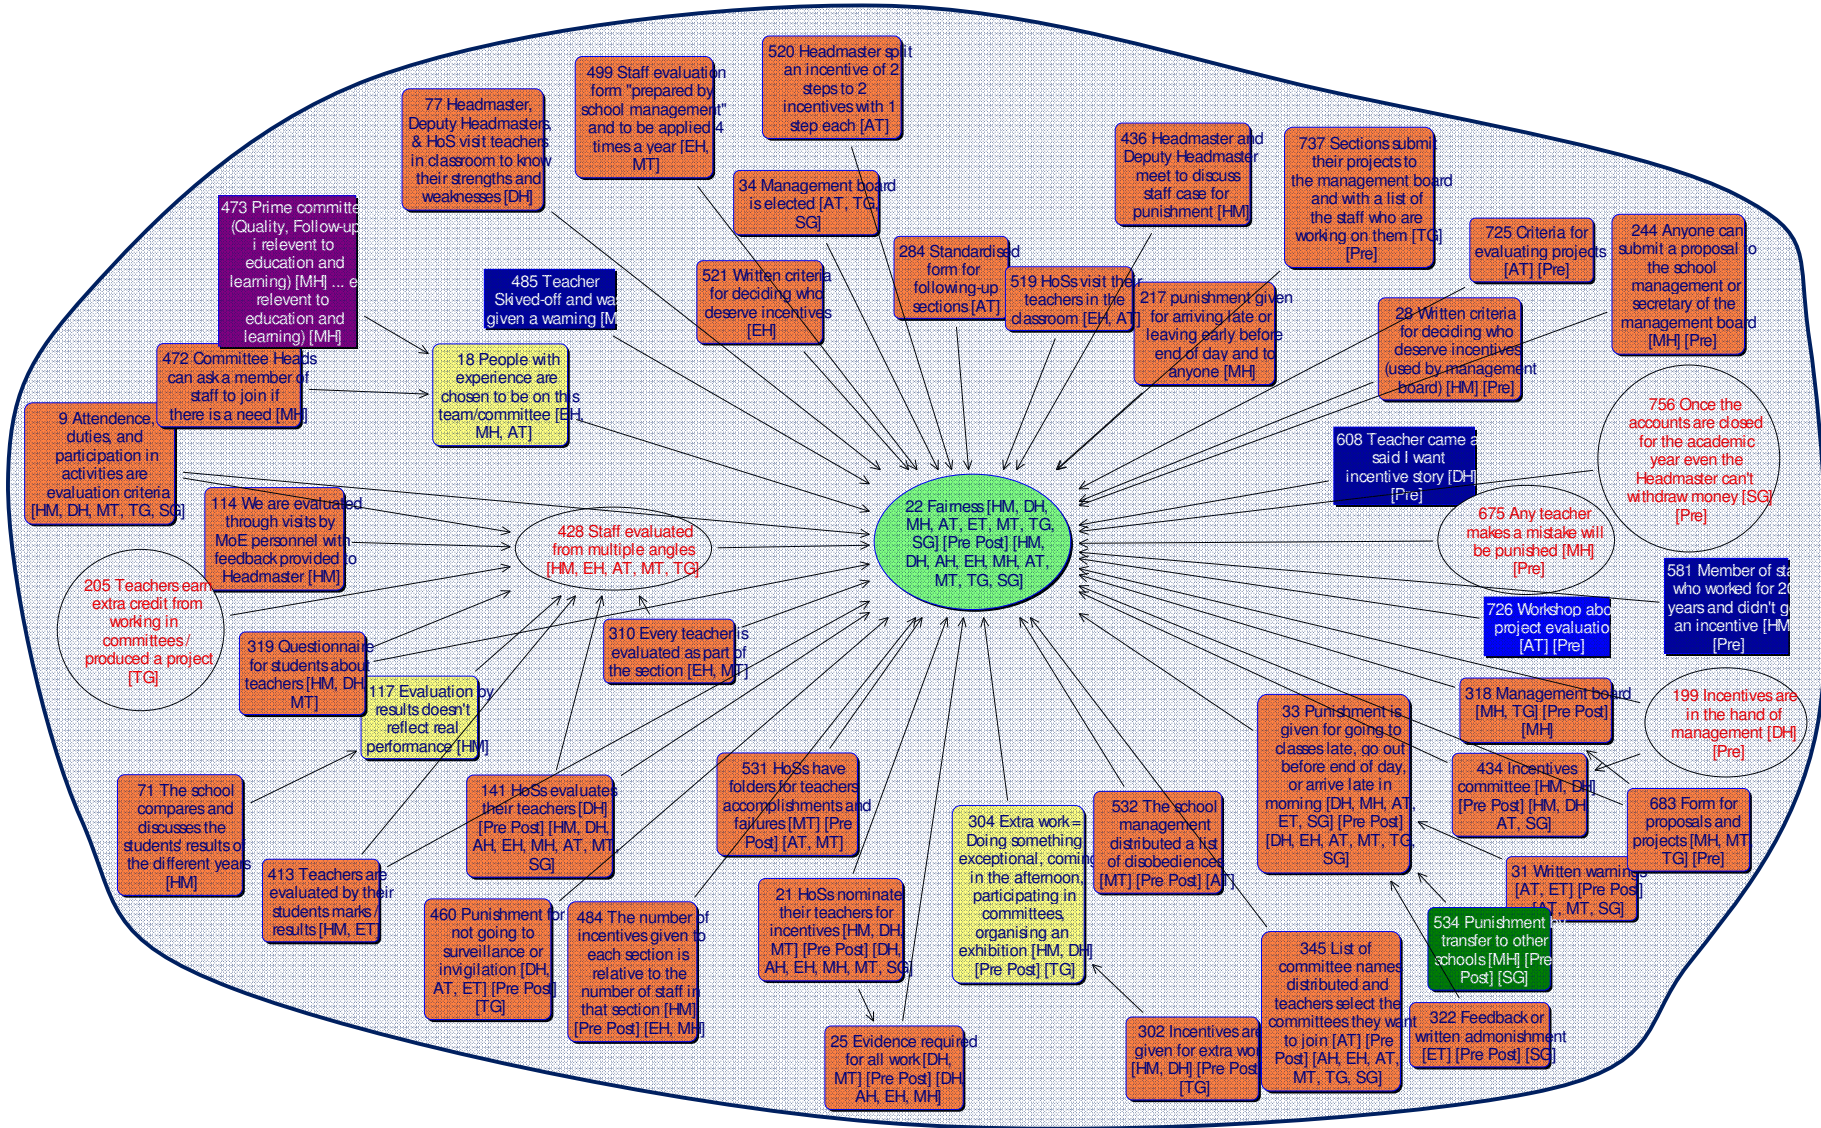 520 Headmaster split
an incentive of 2
steps to 2
incentives with 1
step each [AT]
499 Staff evaluation
form "prepared by
school management"
and to be applied 4
times a year [EH,
MT]
77 Headmaster,
Deputy Headmasters,
& HoS visit teachers
in classroom to know
their strengths and
weaknesses [DH]
34 Management board
is elected [AT, TG,
SG]
436 Headmaster and
Deputy Headmaster
meet to discuss
staff case for
punishment [HM]
737 Sections submit
their projects to
the management board
and with a list of
the staff who are
working on them [TG]
[Pre]
725 Criteria for
evaluating projects
[AT] [Pre]
244 Anyone can
submit a proposal to
the school
management or
secretary of the
management board
[MH] [Pre]
473 Prime committe
(Quality, Follow-up
i relevent to
education and
learning) [MH] ... e
relevent to
education and
learning) [MH]
485 Teacher
Skived-off and wa
given a warning [M
521 Written criteria
for deciding who
deserve incentives
[EH]
284 Standardised
form for
following-up
sections [AT]
519 HoSs visit their
teachers in the
classroom [EH, AT]
217 punishment given
for arriving late or
leaving early before
end of day and to
anyone [MH]
28 Written criteria
for deciding who
deserve incentives
(used by management
board) [HM] [Pre]
472 Committee Heads
can ask a member of
staff to join if
there is a need [MH]
18 People with
experience are
chosen to be on this
team/committee [EH,
MH, AT]
9 Attendence,
duties, and
participation in
activities are
evaluation criteria
[HM, DH, MT, TG, SG]
756 Once the
accounts are closed
for the academic
year even the
Headmaster can't
withdraw money [SG]
[Pre]
608 Teacher came a
said I want
incentive story [DH]
[Pre]
114 We are evaluated
through visits by
MoE personnel with
feedback provided to
Headmaster [HM]
428 Staff evaluated
from multiple angles
[HM, EH, AT, MT, TG]
22 Fairness [HM, DH,
MH, AT, ET, MT, TG,
SG] [Pre Post] [HM,
DH, AH, EH, MH, AT,
MT, TG, SG]
675 Any teacher
makes a mistake will
be punished [MH]
[Pre]
205 Teachers earn
extra credit from
working in
committees /
produced a project
[TG]
581 Member of sta
who worked for 20
years and didn't g
an incentive [HM
[Pre]
726 Workshop abo
project evaluatio
[AT] [Pre]
319 Questionnaire
for students about
teachers [HM, DH,
MT]
310 Every teacher is
evaluated as part of
the section [EH, MT]
117 Evaluation by
results doesn't
reflect real
performance [HM]
318 Management board
[MH, TG] [Pre Post]
[MH]
199 Incentives are
in the hand of
management [DH]
[Pre]
33 Punishment is
given for going to
classes late, go out
before end of day,
or arrive late in
morning [DH, MH, AT,
ET, SG] [Pre Post]
[DH, EH, AT, MT, TG,
SG]
434 Incentives
committee [HM, DH]
[Pre Post] [HM, DH,
AT, SG]
71 The school
compares and
discusses the
students' results of
the different years
[HM]
141 HoSs evaluates
their teachers [DH]
[Pre Post] [HM, DH,
AH, EH, MH, AT, MT,
SG]
531 HoSs have
folders for teachers
accomplishments and
failures [MT] [Pre
Post] [AT, MT]
304 Extra work =
Doing something
exceptional, coming
in the afternoon,
participating in
committees,
organising an
exhibition [HM, DH]
[Pre Post] [TG]
532 The school
management
distributed a list
of disobediences
[MT] [Pre Post] [AT]
683 Form for
proposals and
projects [MH, MT,
TG] [Pre]
413 Teachers are
evaluated by their
students marks /
results [HM, ET]
31 Written warnings
[AT, ET] [Pre Post]
[AT, MT, SG]
460 Punishment for
not going to
surveillance or
invigilation [DH,
AT, ET] [Pre Post]
[TG]
484 The number of
incentives given to
each section is
relative to the
number of staff in
that section [HM]
[Pre Post] [EH, MH]
21 HoSs nominate
their teachers for
incentives [HM, DH,
MT] [Pre Post] [DH,
AH, EH, MH, MT, SG]
534 Punishment b
transfer to other
schools [MH] [Pre
Post] [SG]
345 List of
committee names
distributed and
teachers select the
committees they want
to join [AT] [Pre
Post] [AH, EH, AT,
MT, TG, SG]
322 Feedback or
written admonishment
[ET] [Pre Post] [SG]
25 Evidence required
for all work [DH,
MT] [Pre Post] [DH,
AH, EH, MH]
302 Incentives are
given for extra wor
[HM, DH] [Pre Post
[TG]